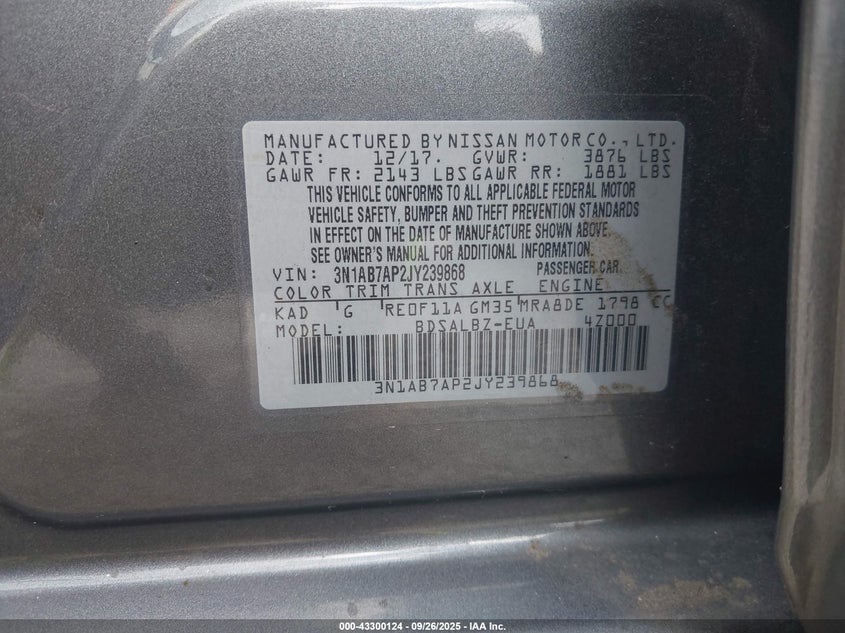 MANUFACTURED BY NISSAN MOTOR CO., LTD.
DATE: 12/17. GVWR: 3876 LBS
GAWR FR: 2143 LBS GAWR RR: 1881 LBS
THIS VEHICLE CONFORMS TO ALL APPLICABLE FEDERAL MOTOR
VEHICLE SAFETY, BUMPER AND THEFT PREVENTION STANDARDS
IN EFFECT ON THE DATE OF MANUFACTURE SHOWN ABOVE.
SEE OWNER'S MANUAL FOR ADDITIONAL INFORMATION.
VIN: 3N1AB7AP2JY239868 PASSENGER CAR
COLOR TRIM TRANS AXLE ENGINE
KAD G RE0F11A GM35 MRA8DE 1798 CC
MODEL: BDSALBZ-EUA 4Z000
3N1AB7AP2JY239868
000-43300124 - 09/26/2025 - IAA Inc.